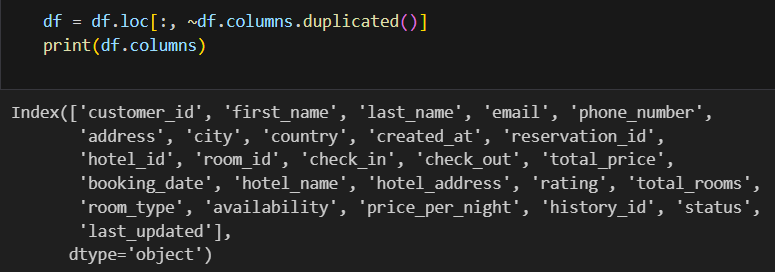 df = df.loc[:, ~df.columns.duplicated()]
print(df.columns)
Index(['customer_id', 'first_name', 'last_name', 'email', 'phone_number',
'address', 'city', 'country', 'created_at', 'reservation_id',
'hotel_id', 'room_id', 'check_in', 'check_out', 'total_price',
'booking_date', 'hotel_name', 'hotel_address', 'rating', 'total_rooms',
'room_type', 'availability', 'price_per_night', 'history_id', 'status',
'last_updated'],
dtype='object')